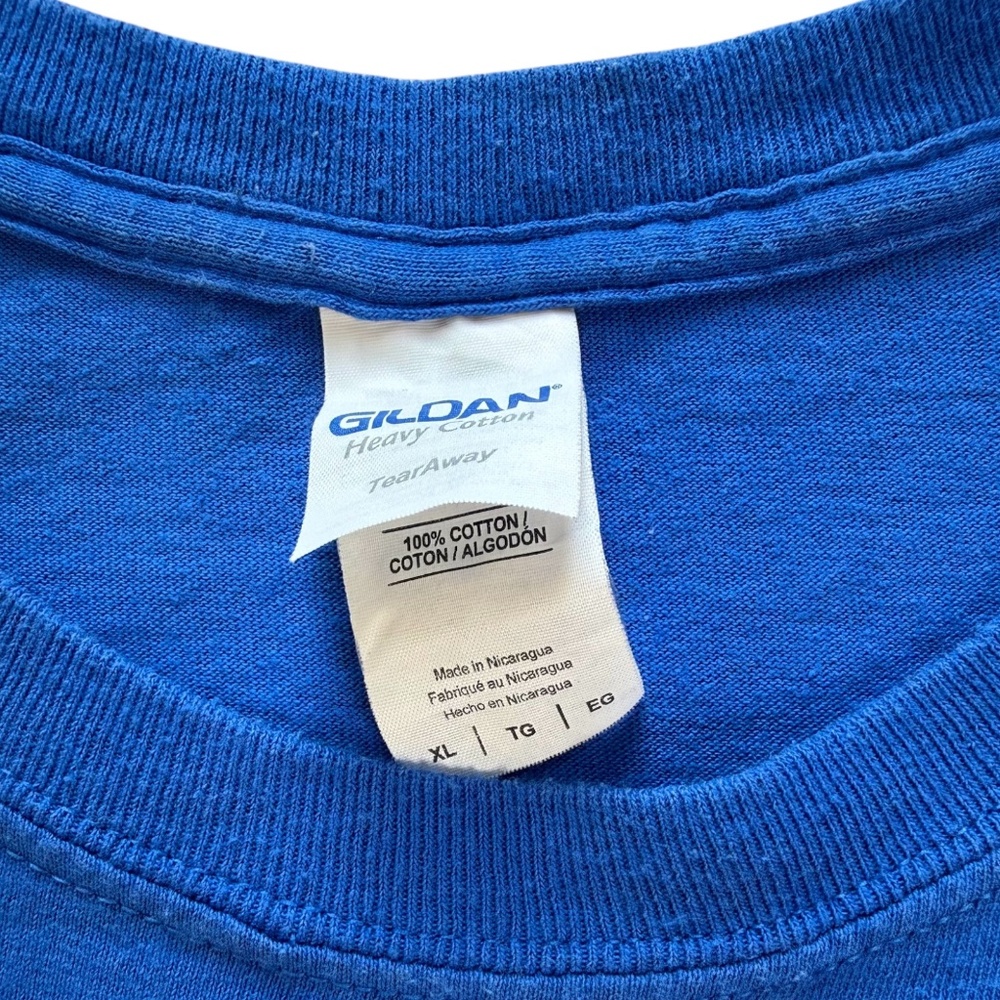 GILDAN®
Heavy Cotton
TearAway
100% COTTON /
COTON / ALGODÓN
Made in Nicaragua
Fabriqué au Nicaragua
Hecho en Nicaragua
XL | TG | EG